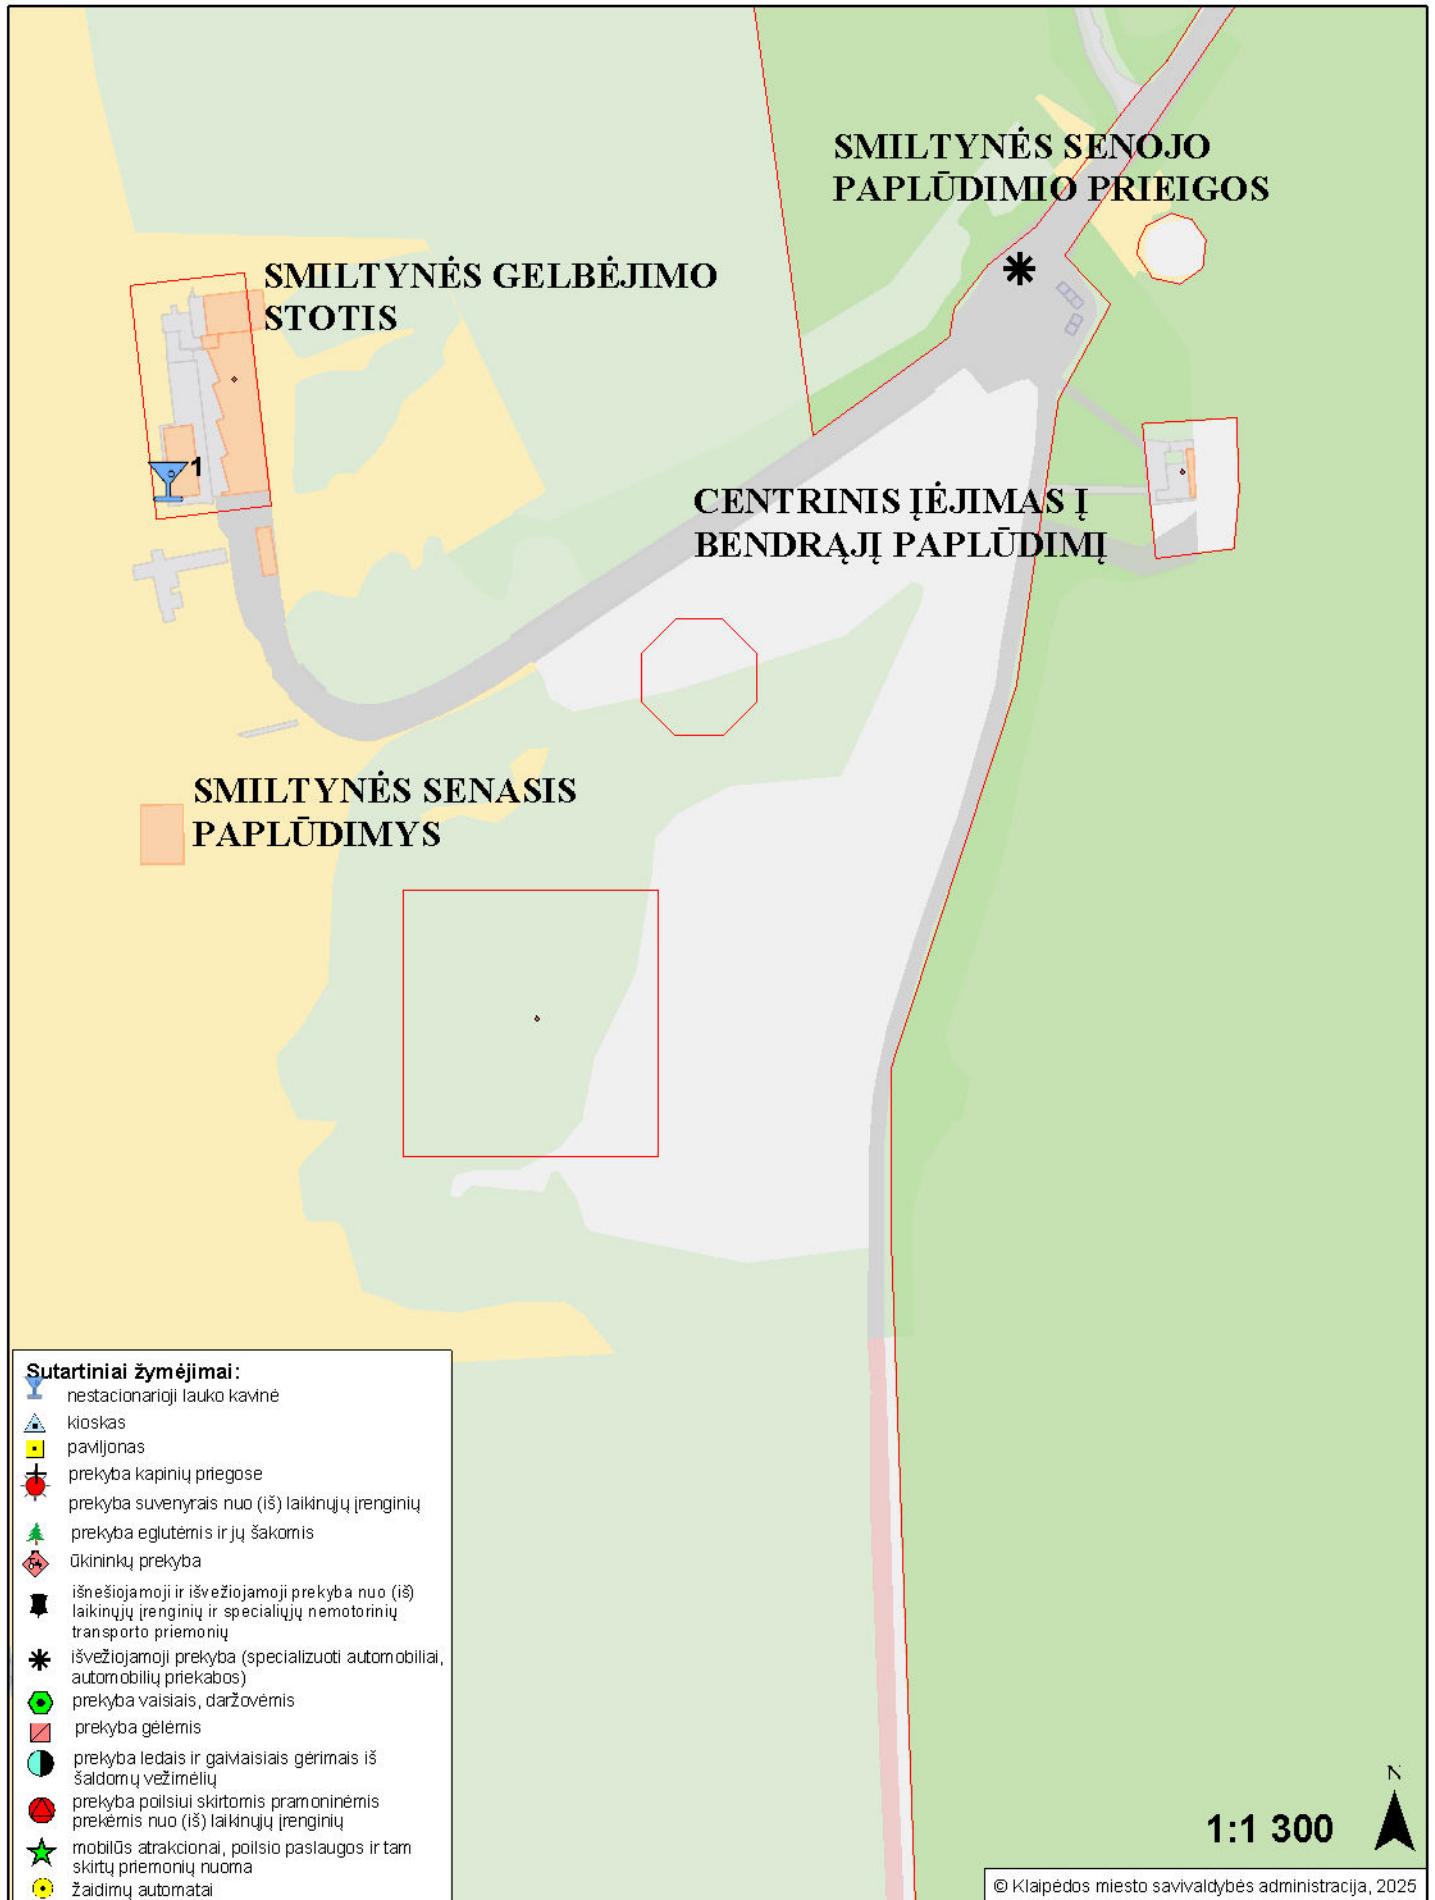 SMILTYNĖS SENOJO
PAPLŪDIMIO PRIEIGOS
SMILTYNĖS GELBĖJIMO
STOTIS
1
CENTRINIS ĮĖJIMAS Į
BENDRĄJĮ PAPLŪDIMĮ
SMILTYNĖS SENASIS
PAPLŪDIMYS
Sutartiniai žymėjimai:
nestacionarioji lauko kavinė
kioskas
paviljonas
prekyba kapinių priegose
prekyba suvenyrais nuo (iš) laikinųjų įrenginių
prekyba eglutėmis ir jų šakomis
ūkininkų prekyba
išnešiojamoji ir išvežiojamoji prekyba nuo (iš)
laikinųjų įrenginių ir specialiųjų nemotorinių
transporto priemonių
išvežiojamoji prekyba (specializuoti automobiliai,
automobilių priekabos)
prekyba vaisiais, daržovėmis
prekyba gėlėmis
prekyba ledais ir gaiviaisiais gėrimais iš
šaldomų vežimėlių
prekyba poilsiui skirtomis pramoninėmis
prekėmis nuo (iš) laikinųjų įrenginių
mobilūs atrakcionai, poilsio paslaugos ir tam
skirtų priemonių nuoma
žaidimų automatai
N
1:1 300
© Klaipėdos miesto savivaldybės administracija, 2025